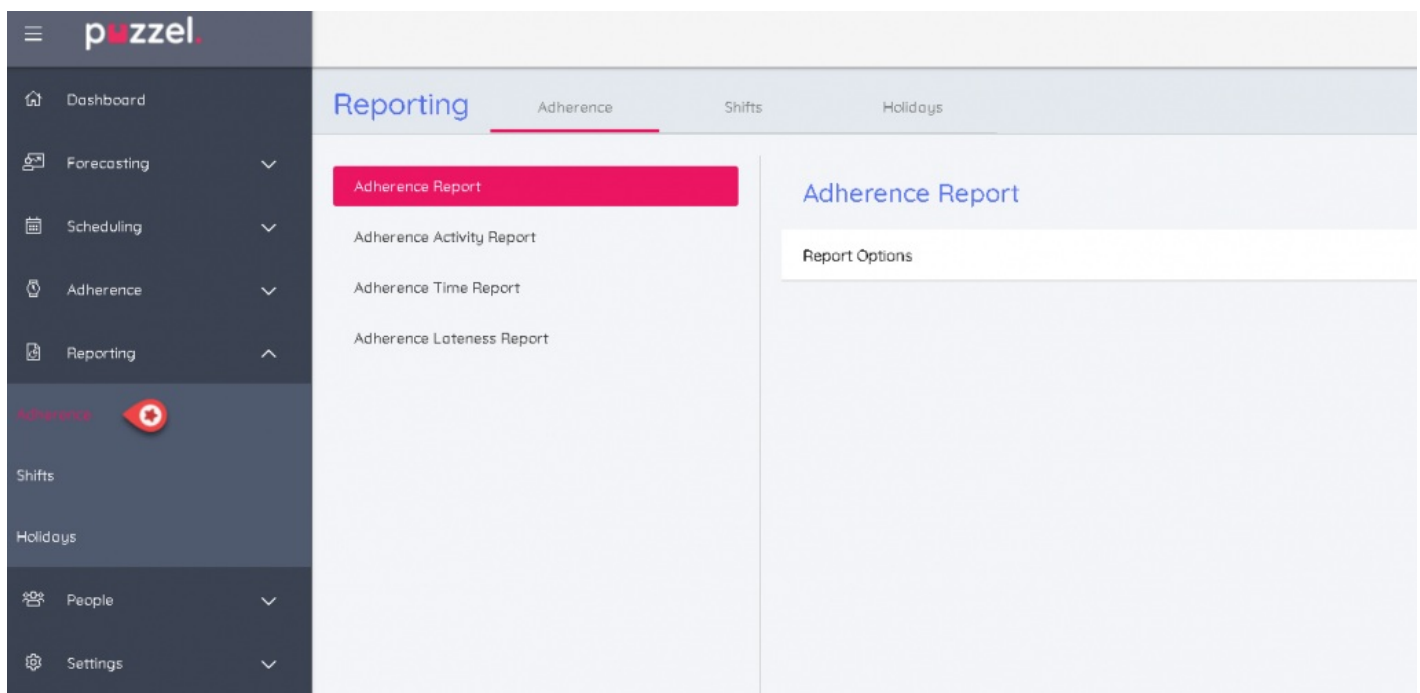 puzzel.
Dashboard
Forecasting
Scheduling
Adherence
Reporting
Adherence
Shifts
Holidays
People
Settings
Reporting
Adherence
Shifts
Holidays
Adherence Report
Adherence Activity Report
Adherence Time Report
Adherence Lateness Report
Adherence Report
Report Options